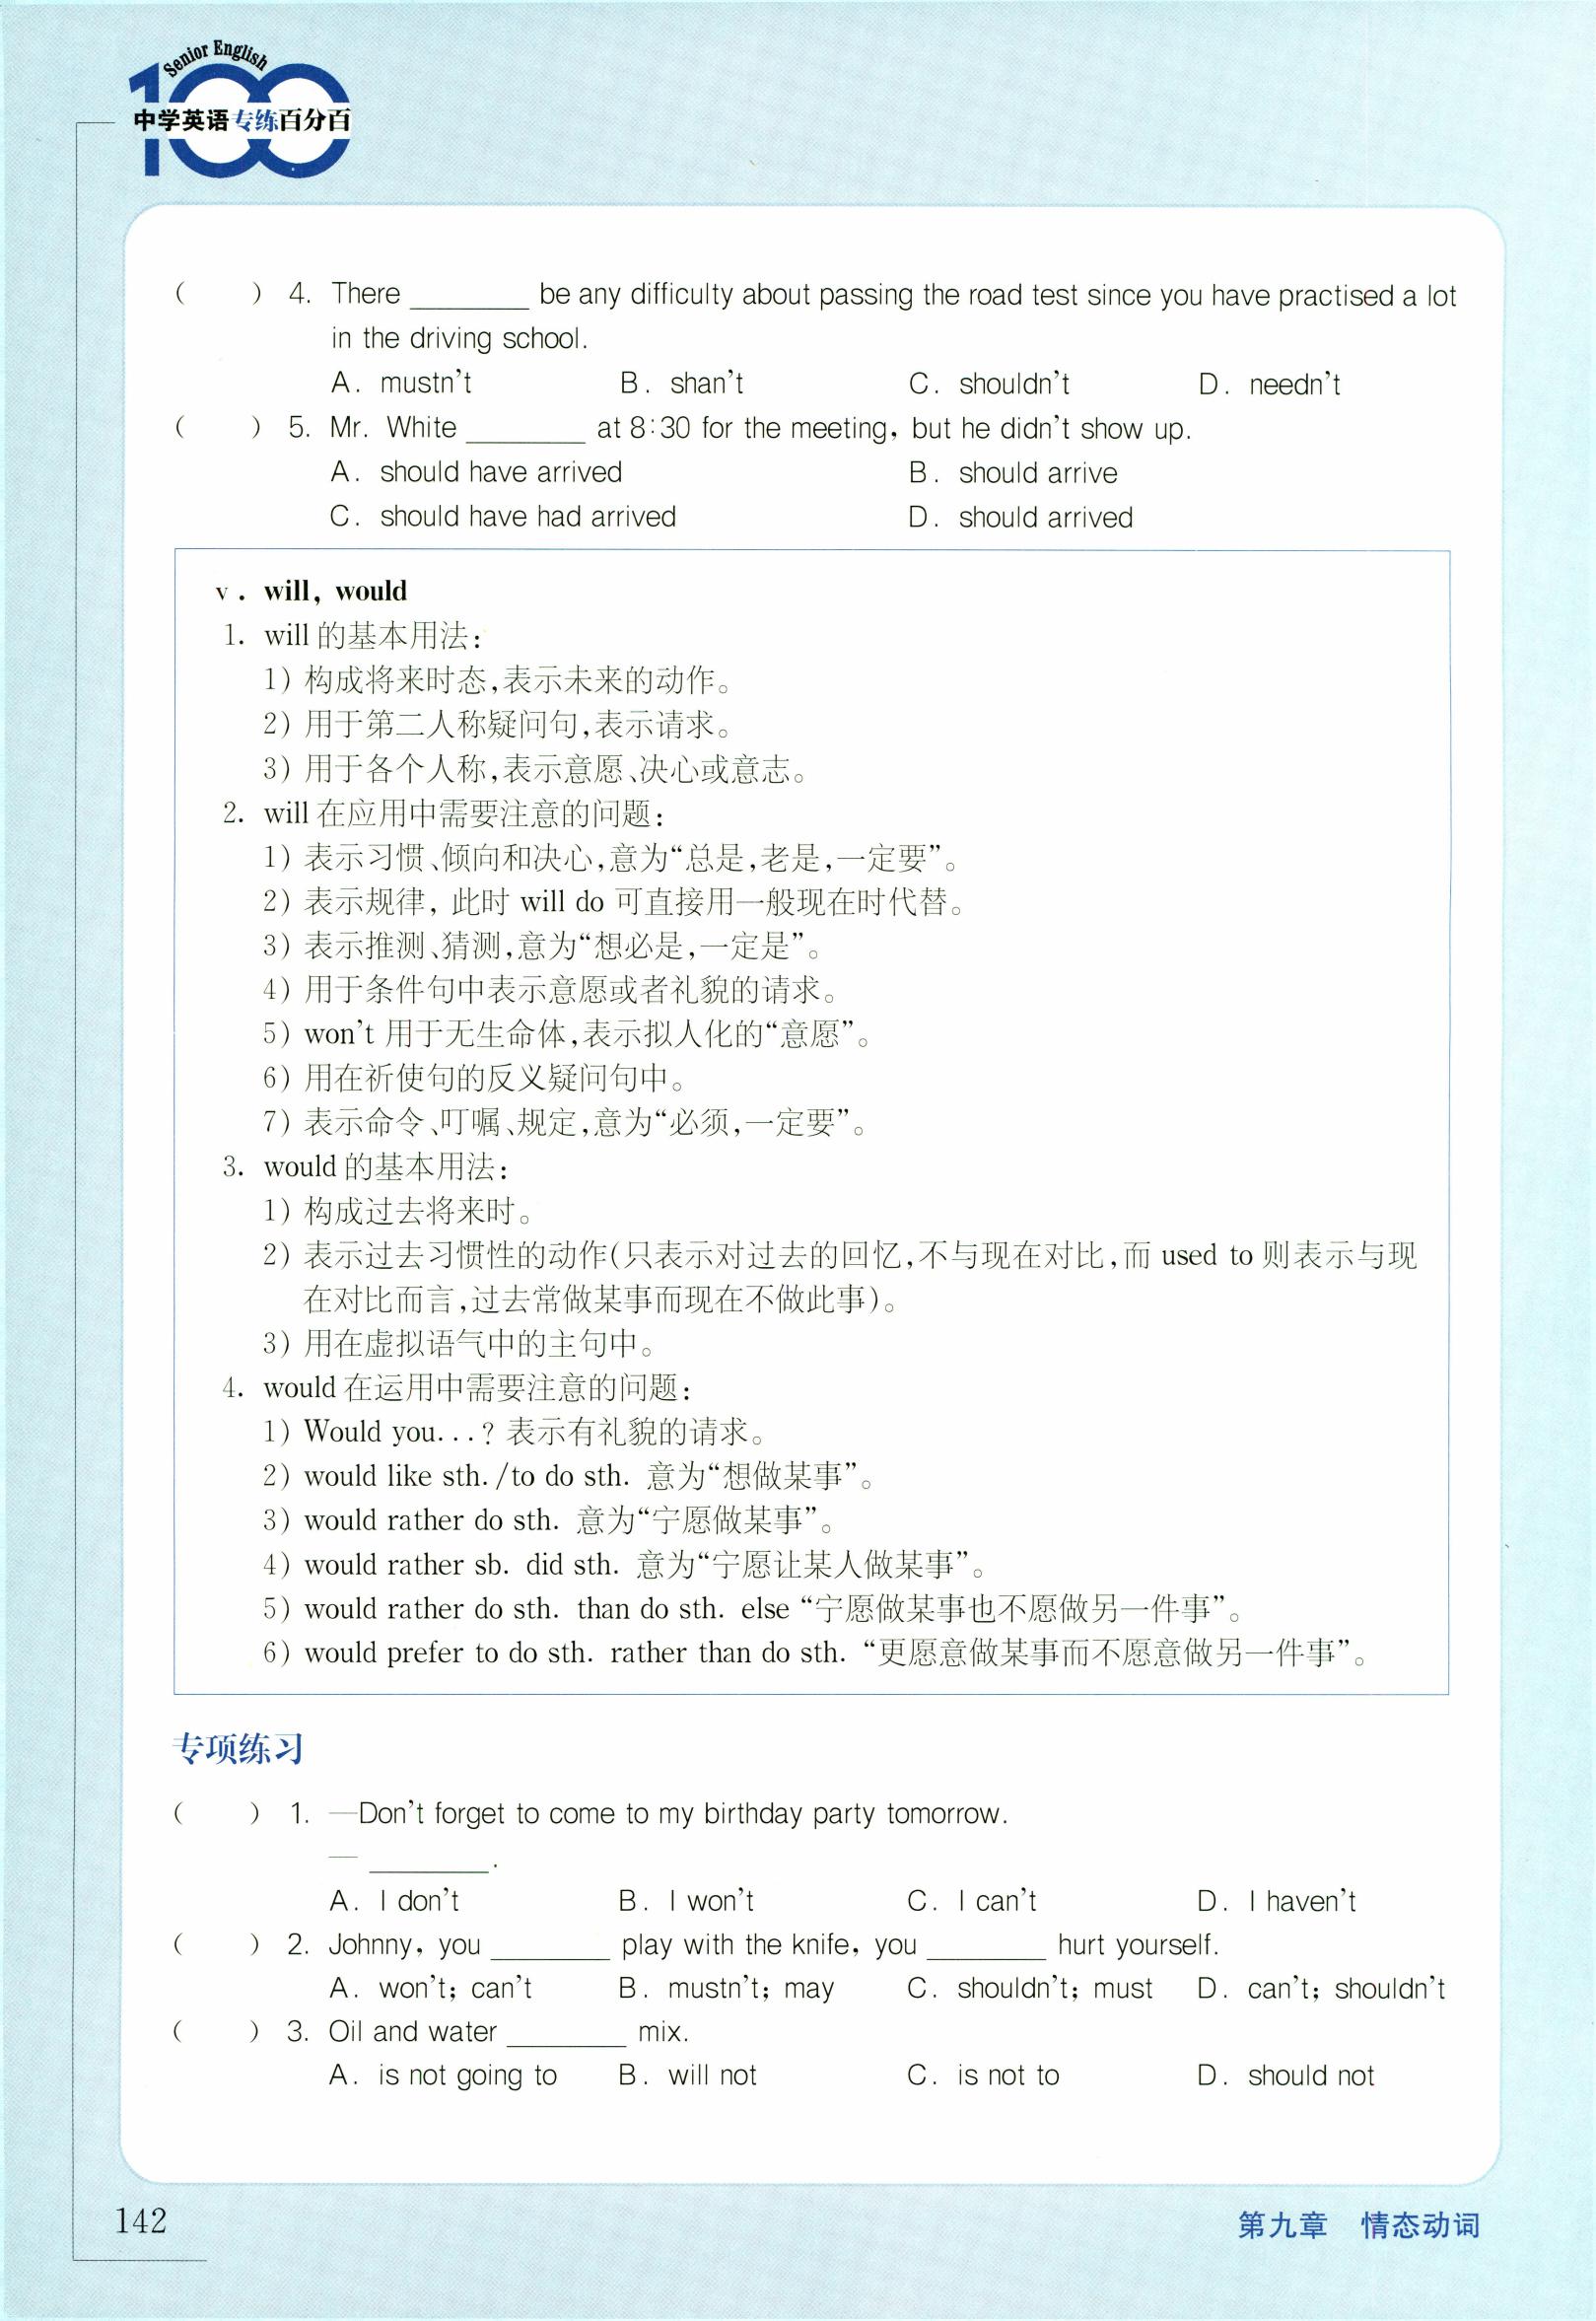 Senior English
100
中学英语专练百分百
(    ) 4. There ________ be any difficulty about passing the road test since you have practised a lot
in the driving school.
A. mustn't B. shan't C. shouldn't D. needn't
(    ) 5. Mr. White ________ at 8:30 for the meeting, but he didn't show up.
A. should have arrived B. should arrive
C. should have had arrived D. should arrived
v. will, would
1. will 的基本用法:
1) 构成将来时态,表示未来的动作。
2) 用于第二人称疑问句,表示请求。
3) 用于各个人称,表示意愿、决心或意志。
2. will 在应用中需要注意的问题:
1) 表示习惯、倾向和决心,意为“总是,老是,一定要”。
2) 表示规律, 此时 will do 可直接用一般现在时代替。
3) 表示推测、猜测,意为“想必是,一定是”。
4) 用于条件句中表示意愿或者礼貌的请求。
5) won't 用于无生命体,表示拟人化的“意愿”。
6) 用在祈使句的反义疑问句中。
7) 表示命令、叮嘱、规定,意为“必须,一定要”。
3. would 的基本用法:
1) 构成过去将来时。
2) 表示过去习惯性的动作(只表示对过去的回忆,不与现在对比,而 used to 则表示与现
在对比而言,过去常做某事而现在不做此事)。
3) 用在虚拟语气中的主句中。
4. would 在运用中需要注意的问题:
1) Would you...? 表示有礼貌的请求。
2) would like sth. /to do sth. 意为“想做某事”。
3) would rather do sth. 意为“宁愿做某事”。
4) would rather sb. did sth. 意为“宁愿让某人做某事”。
5) would rather do sth. than do sth. else “宁愿做某事也不愿做另一件事”。
6) would prefer to do sth. rather than do sth. “更愿意做某事而不愿意做另一件事”。
专项练习
(    ) 1. —Don't forget to come to my birthday party tomorrow.
— ________.
A. I don't B. I won't C. I can't D. I haven't
(    ) 2. Johnny, you ________ play with the knife, you ________ hurt yourself.
A. won't; can't B. mustn't; may C. shouldn't; must D. can't; shouldn't
(    ) 3. Oil and water ________ mix.
A. is not going to B. will not C. is not to D. should not
142
第九章 情态动词